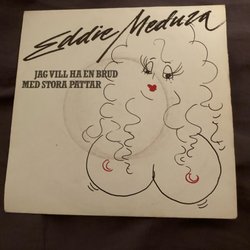 Eddie Meduza
JAG VILL HA EN BRUD
MED STORA PATTAR